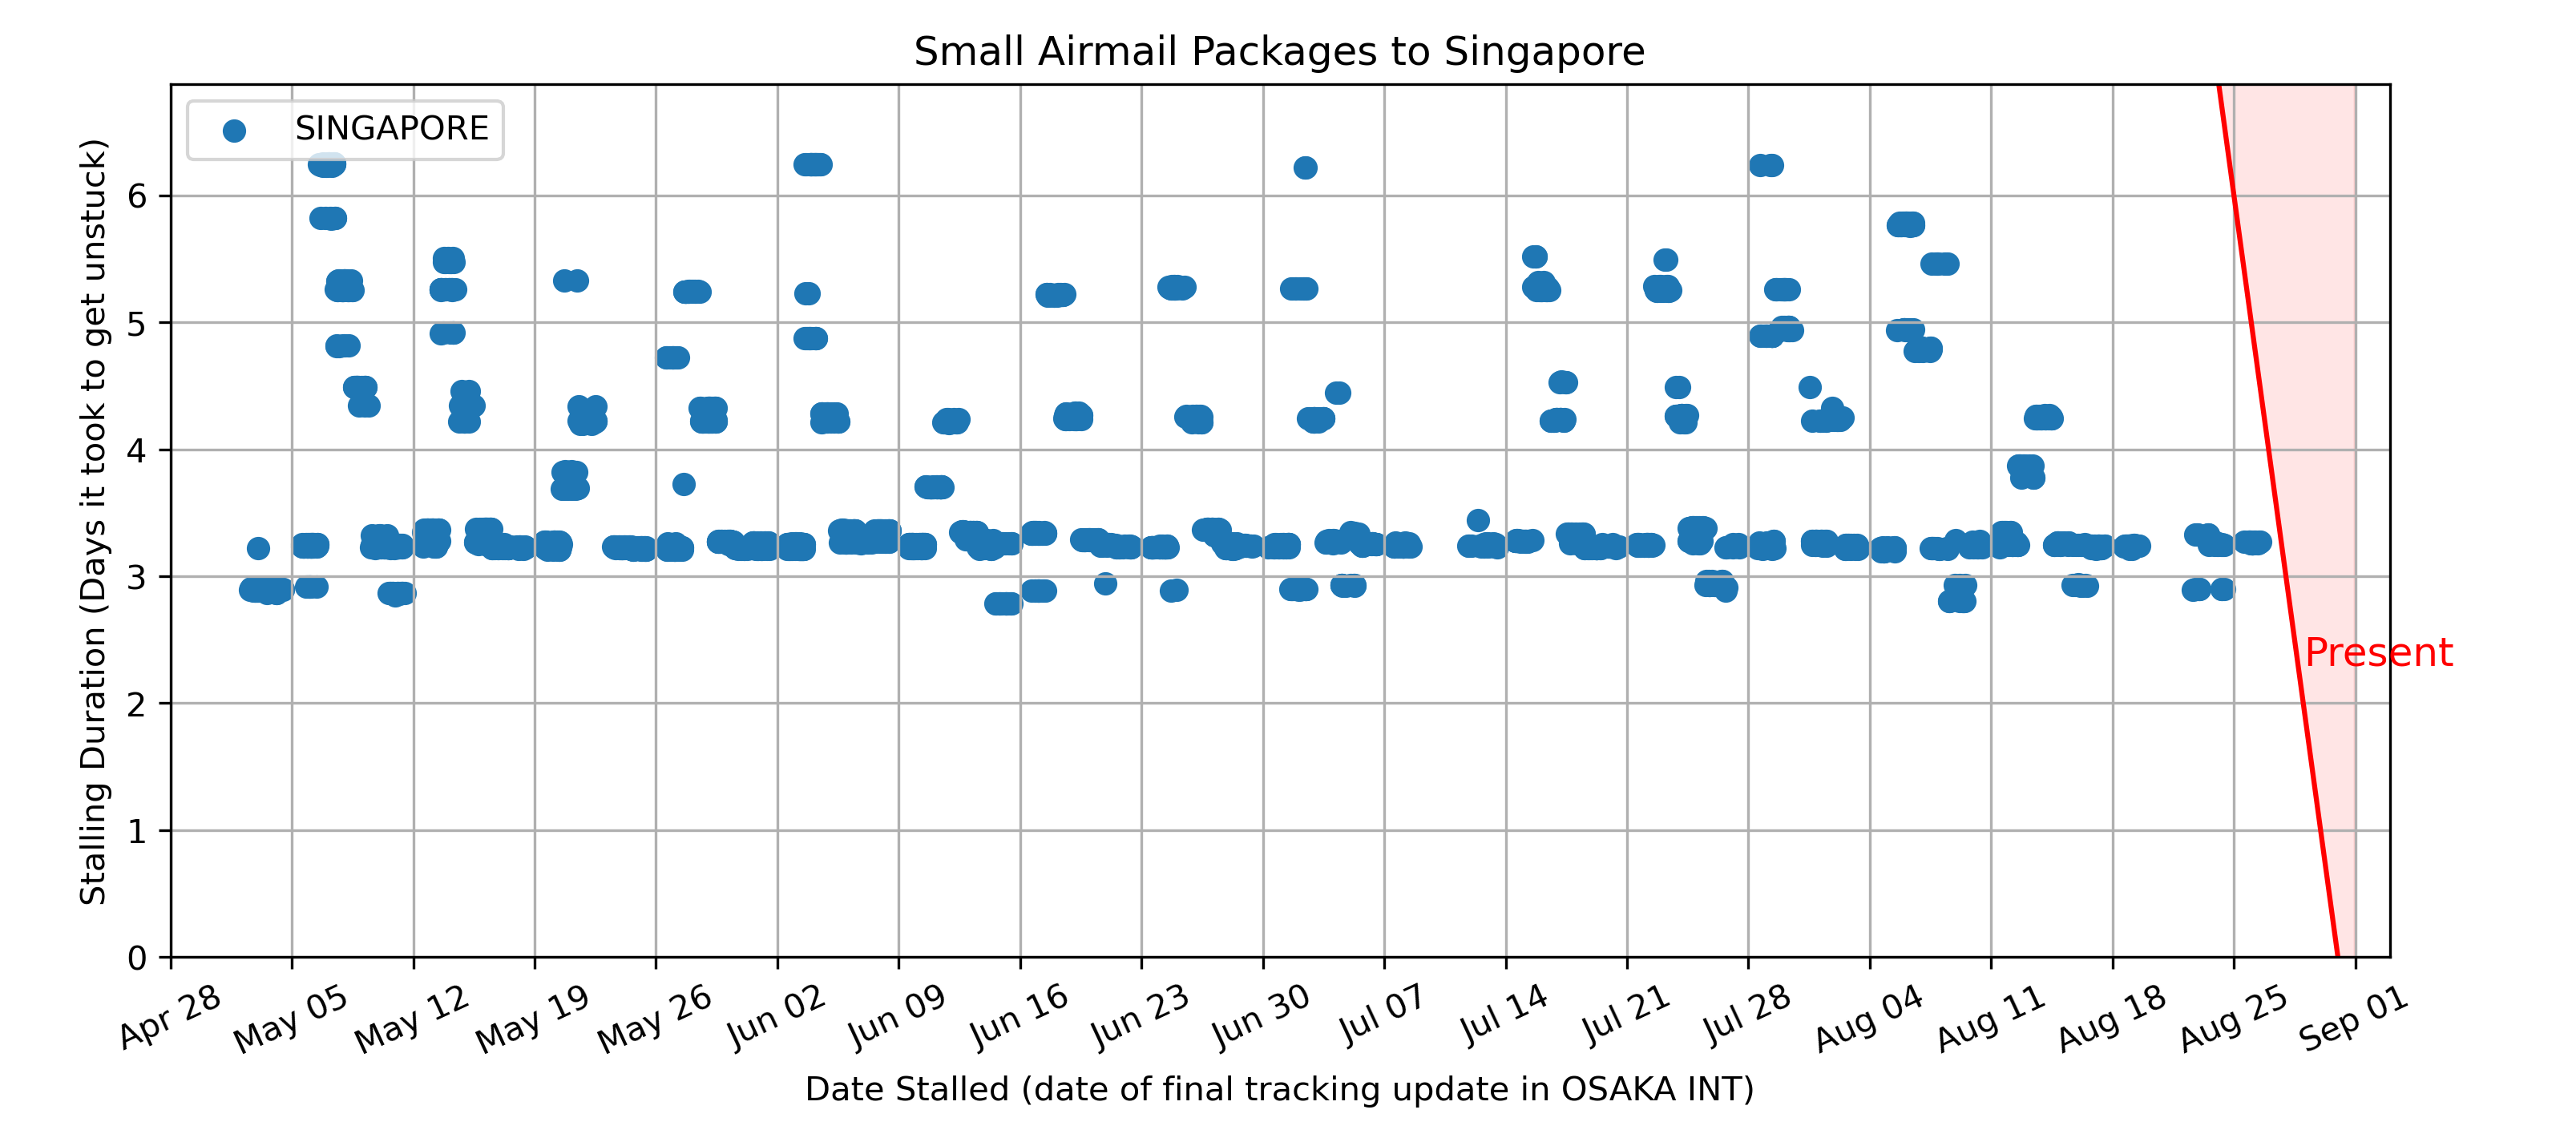 Small Airmail Packages to Singapore
SINGAPORE
Stalling Duration (Days it took to get unstuck)
6
5
4
3
2
1
0
Present
Apr 28
May 05
May 12
May 19
May 26
Jun 02
Jun 09
Jun 16
Jun 23
Jun 30
Jul 07
Jul 14
Jul 21
Jul 28
Aug 04
Aug 11
Aug 18
Aug 25
Sep 01
Date Stalled (date of final tracking update in OSAKA INT)